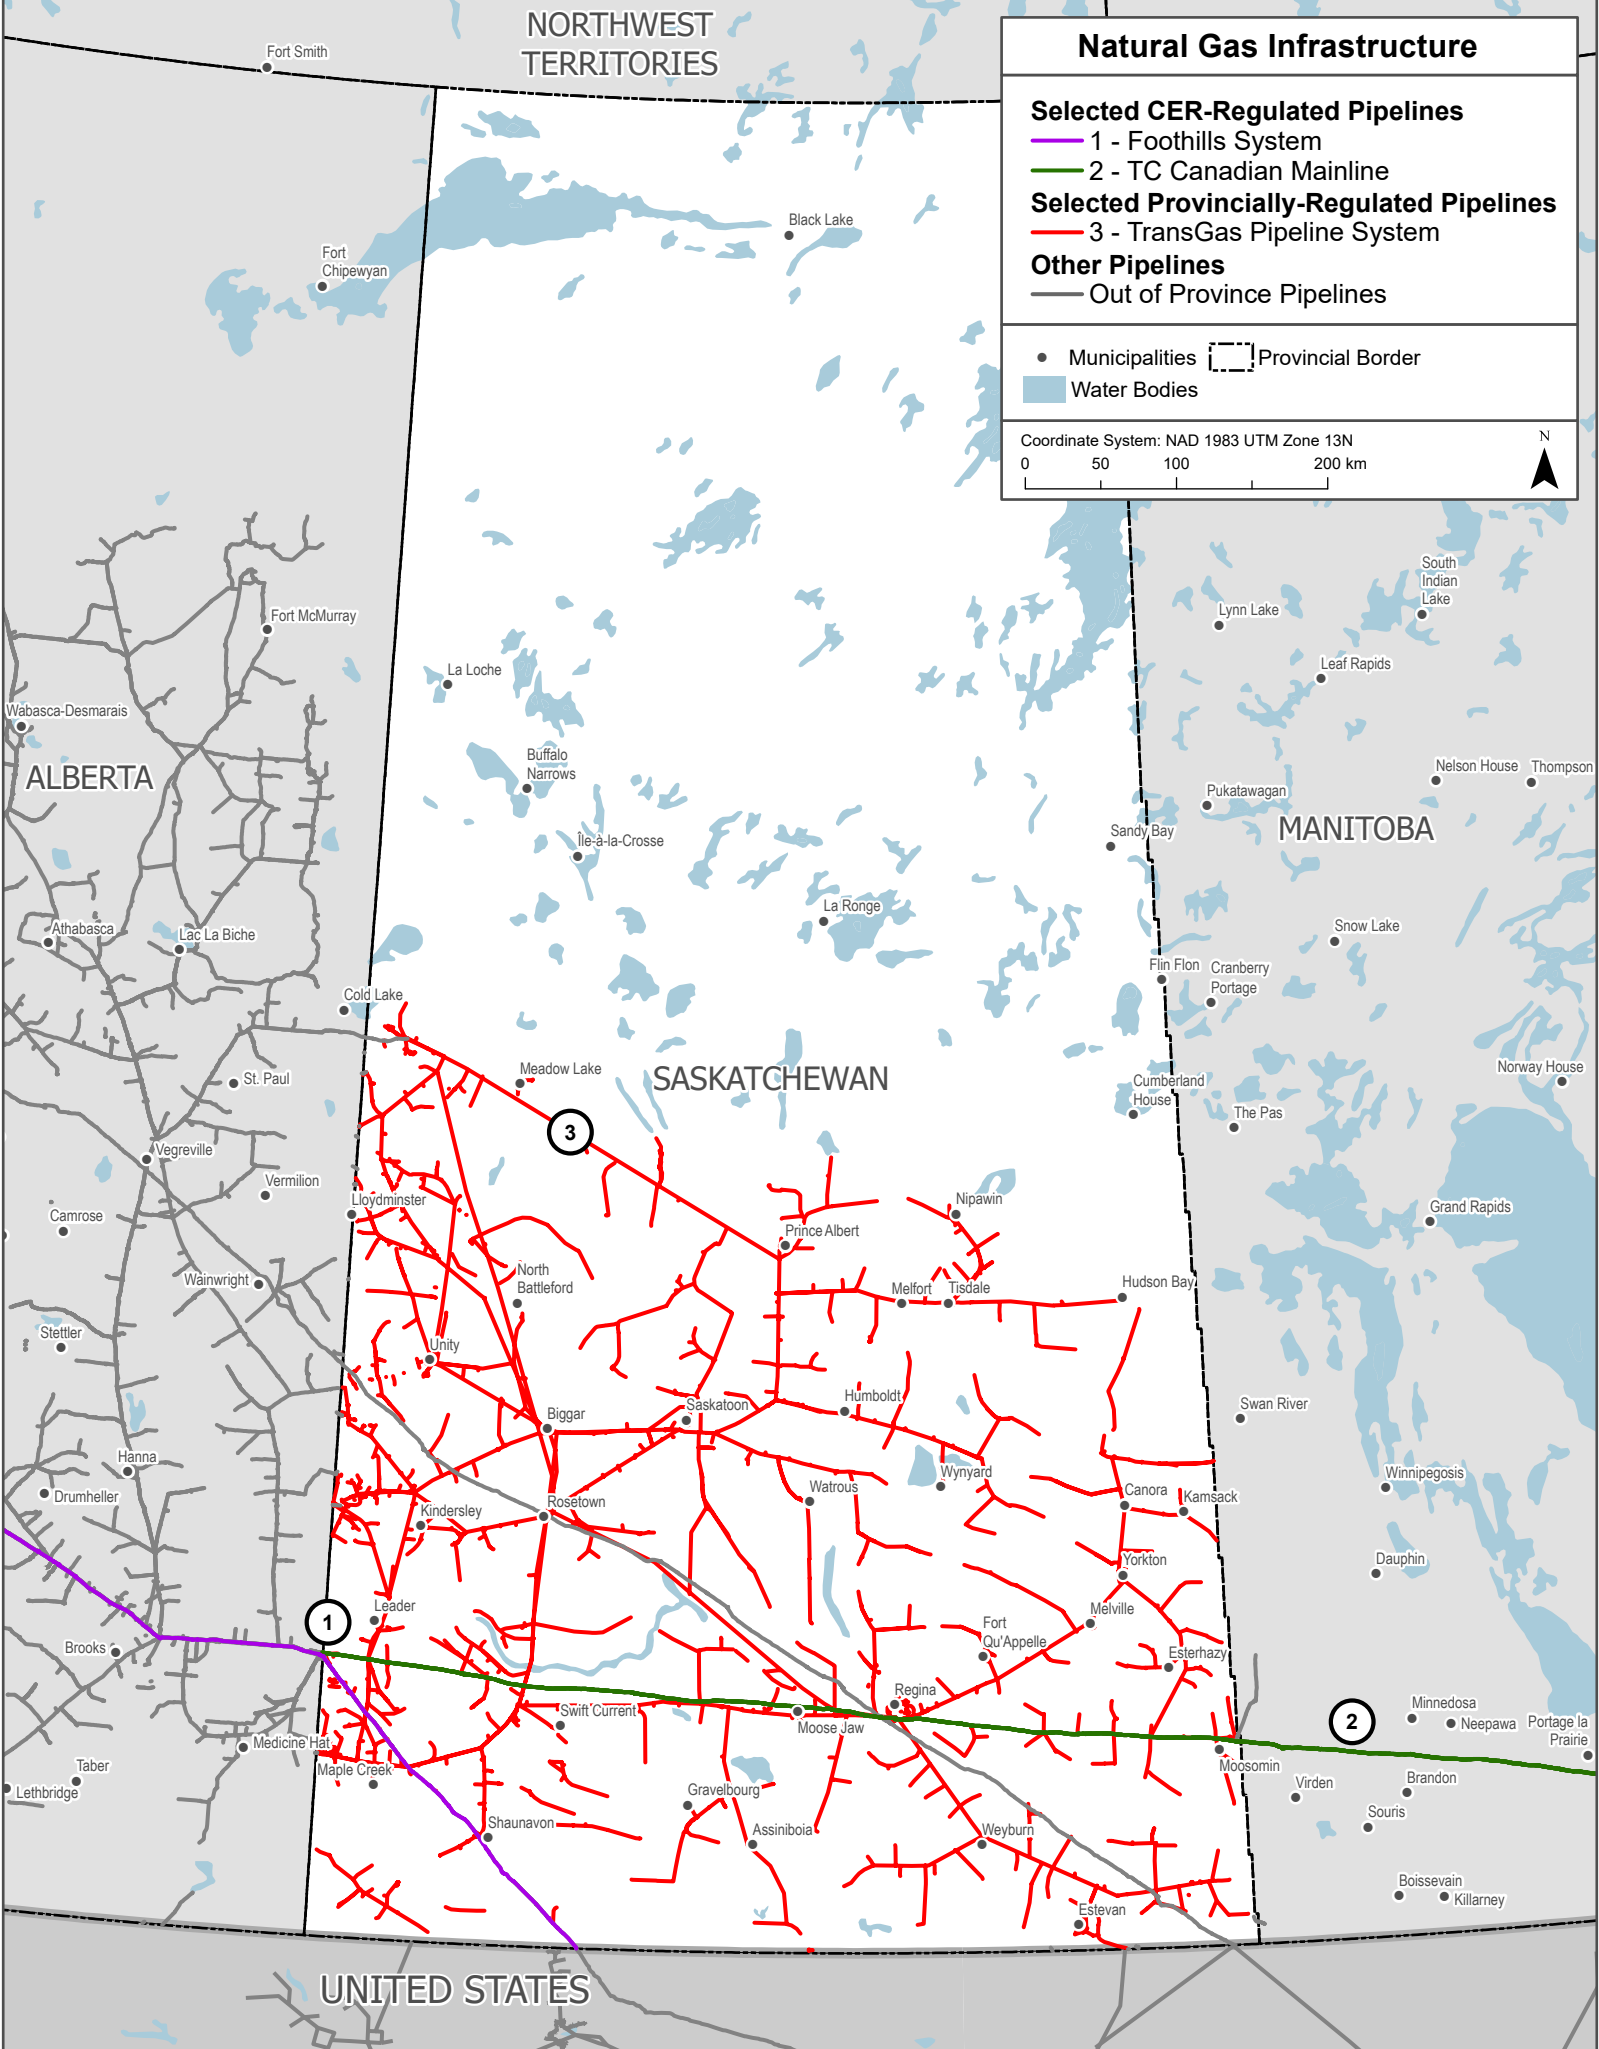 NORTHWEST
TERRITORIES
Fort Smith
Natural Gas Infrastructure
Selected CER-Regulated Pipelines
1 - Foothills System
2 - TC Canadian Mainline
Selected Provincially-Regulated Pipelines
3 - TransGas Pipeline System
Other Pipelines
Out of Province Pipelines
Municipalities
Provincial Border
Water Bodies
Coordinate System: NAD 1983 UTM Zone 13N
0 50 100 200 km
N
Black Lake
Fort
Chipewyan
South
Indian
Lake
Lynn Lake
Fort McMurray
Leaf Rapids
La Loche
Wabasca-Desmarais
Buffalo
Narrows
ALBERTA
Nelson House
Thompson
Pukatawagan
MANITOBA
Sandy Bay
Île-à-la-Crosse
La Ronge
Athabasca
Lac La Biche
Snow Lake
Flin Flon
Cranberry
Portage
Cold Lake
Meadow Lake
SASKATCHEWAN
St. Paul
Norway House
Cumberland
House
The Pas
3
Vegreville
Vermilion
Lloydminster
Nipawin
Camrose
Grand Rapids
Prince Albert
North
Battleford
Wainwright
Melfort
Tisdale
Hudson Bay
Stettler
Unity
Humboldt
Saskatoon
Biggar
Swan River
Hanna
Wynyard
Winnipegosis
Drumheller
Watrous
Canora
Kamsack
Kindersley
Rosetown
Yorkton
Dauphin
Leader
Melville
1
Fort
Qu'Appelle
Brooks
Esterhazy
Regina
Minnedosa
Neepawa
Portage la
Prairie
2
Swift Current
Moose Jaw
Medicine Hat
Maple Creek
Moosomin
Taber
Lethbridge
Virden
Brandon
Gravelbourg
Souris
Shaunavon
Assiniboia
Weyburn
Boissevain
Killarney
Estevan
UNITED STATES